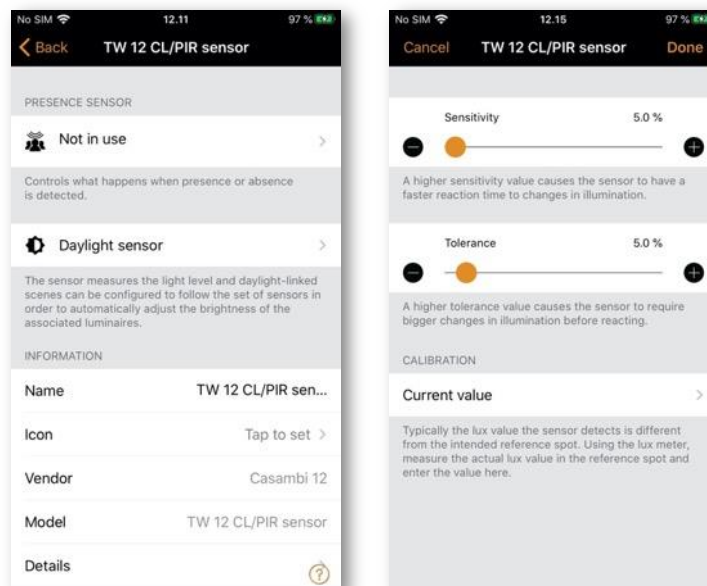 No SIM 12.11 97 %
Back TW 12 CL/PIR sensor
PRESENCE SENSOR
Not in use
Controls what happens when presence or absence
is detected.
Daylight sensor
The sensor measures the light level and daylight-linked
scenes can be configured to follow the set of sensors in
order to automatically adjust the brightness of the
associated luminaires.
INFORMATION
Name TW 12 CL/PIR sen...
Icon Tap to set
Vendor Casambi 12
Model TW 12 CL/PIR sensor
Details ?
No SIM 12.15 97 %
Cancel TW 12 CL/PIR sensor Done
Sensitivity 5.0 %
A higher sensitivity value causes the sensor to have a
faster reaction time to changes in illumination.
Tolerance 5.0 %
A higher tolerance value causes the sensor to require
bigger changes in illumination before reacting.
CALIBRATION
Current value
Typically the lux value the sensor detects is different
from the intended reference spot. Using the lux meter,
measure the actual lux value in the reference spot and
enter the value here.